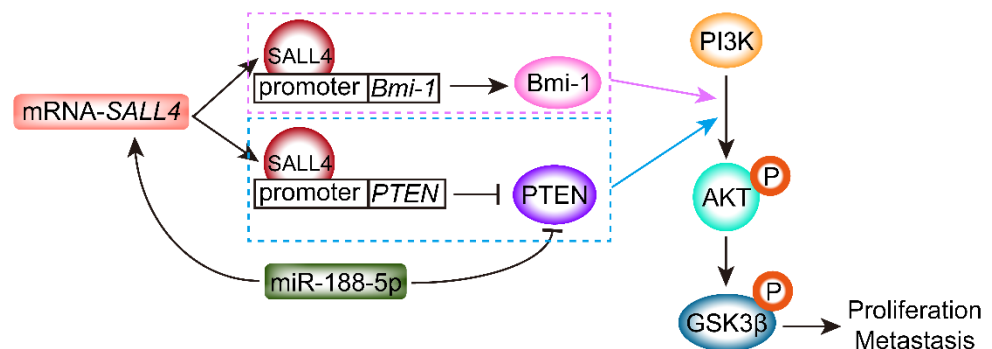 SALL4
promoter Bmi-1
Bmi-1
PI3K
mRNA-SALL4
SALL4
promoter PTEN
PTEN
AKT
P
miR-188-5p
GSK3β
P
Proliferation
Metastasis